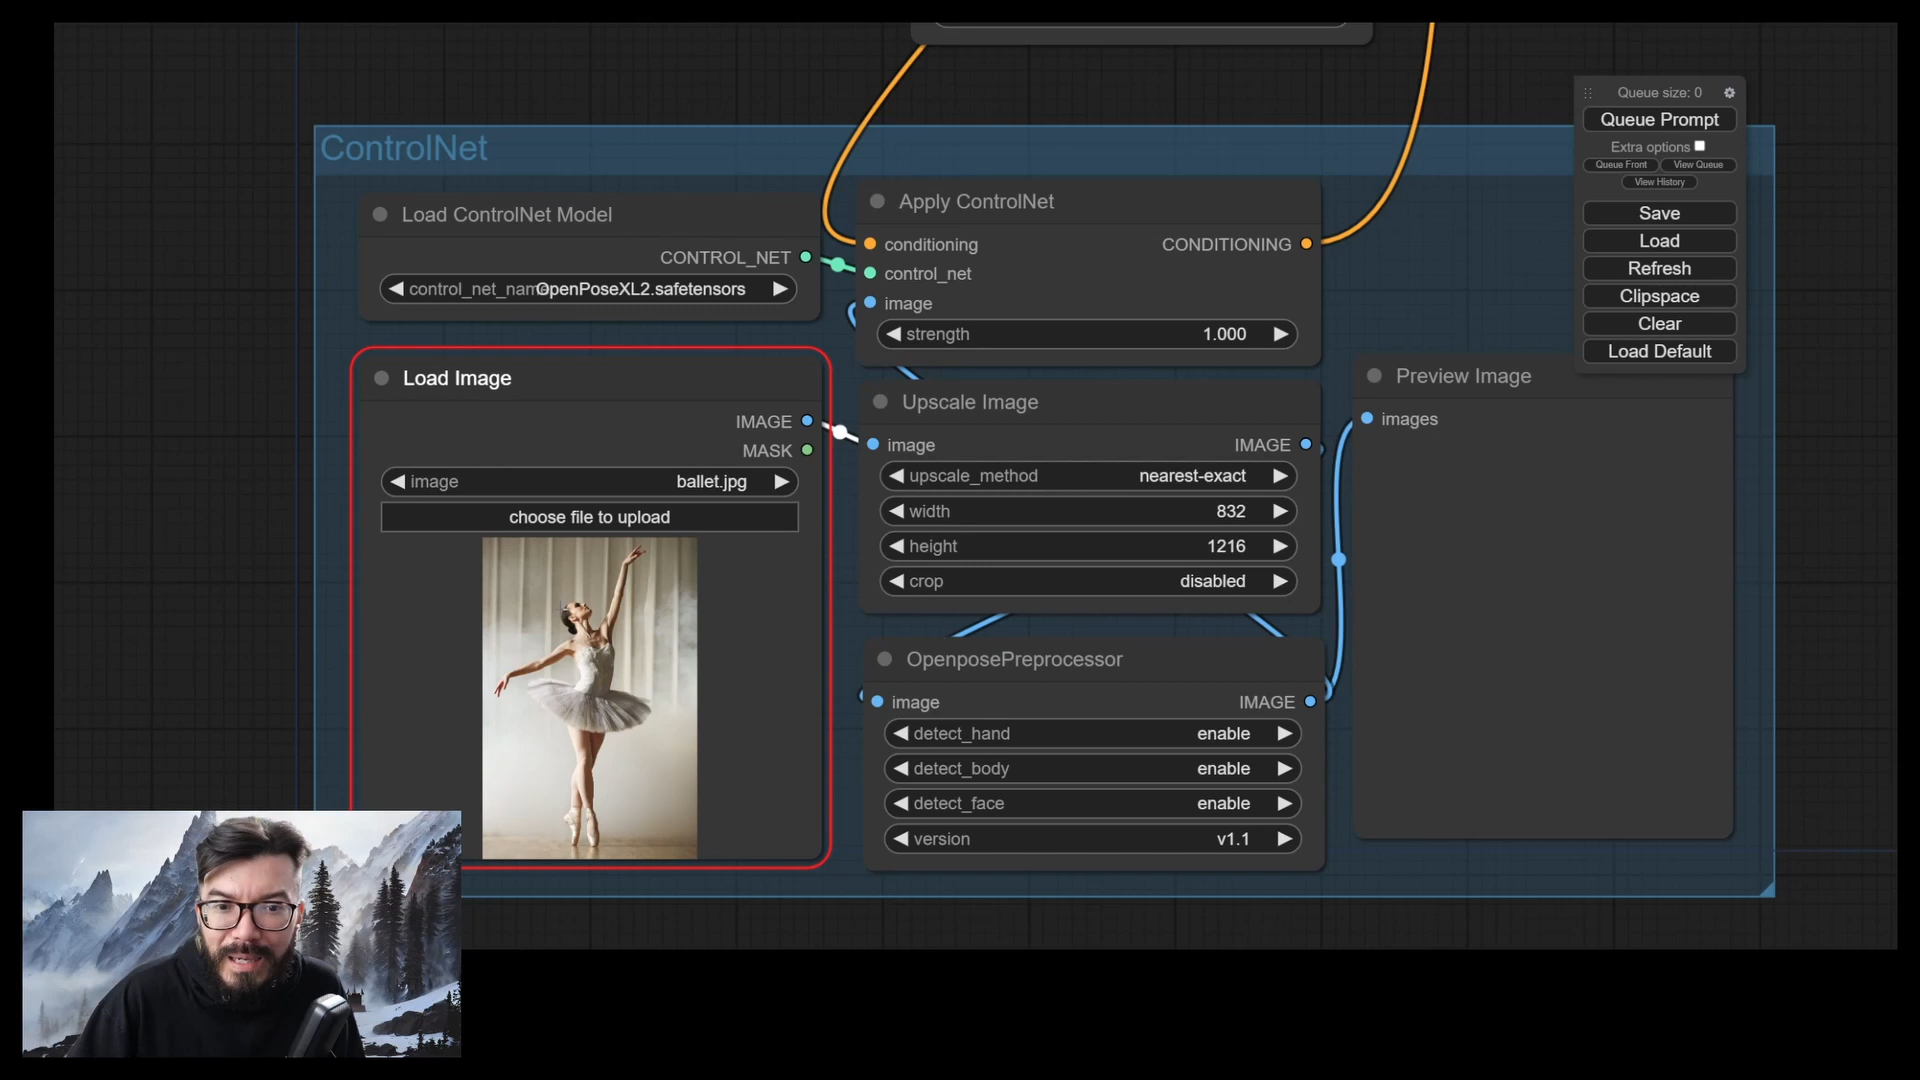 Queue size: 0
Queue Prompt
Extra options
Queue Front View Queue
View History
Save
Load
Refresh
Clipspace
Clear
Load Default
ControlNet
Load ControlNet Model
CONTROL_NET
control_net_name OpenPoseXL2.safetensors
Apply ControlNet
conditioning CONDITIONING
control_net
image
strength 1.000
Load Image
IMAGE
MASK
image ballet.jpg
choose file to upload
Upscale Image
image IMAGE
upscale_method nearest-exact
width 832
height 1216
crop disabled
OpenposePreprocessor
image IMAGE
detect_hand enable
detect_body enable
detect_face enable
version v1.1
Preview Image
images